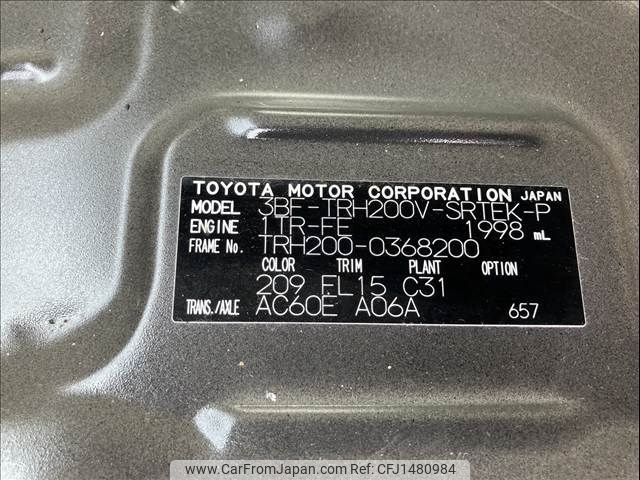 TOYOTA MOTOR CORPORATION JAPAN
MODEL 3BF-TRH200V-SRTEK-P
ENGINE 1TR-FE 1998 mL
FRAME No. TRH200-0368200
COLOR TRIM PLANT OPTION
209 FL15 C31
TRANS./AXLE AC60E A06A 657
www.CarFromJapan.com Ref: CFJ1480984